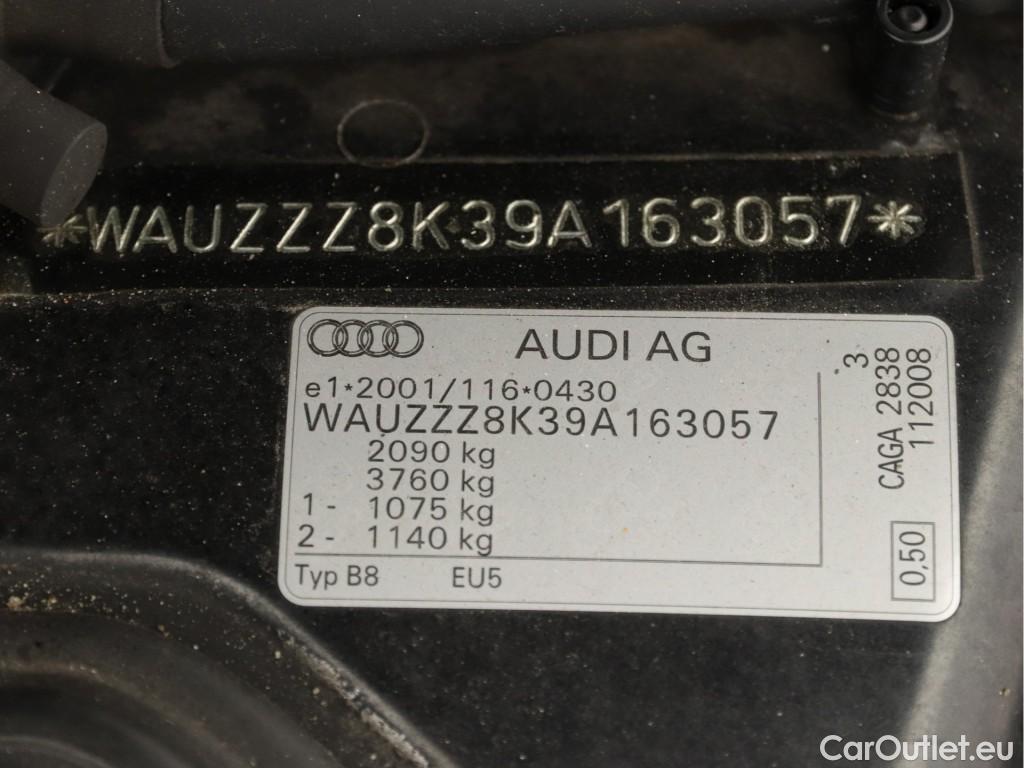 *WAUZZZ8K39A163057*
AUDI AG
e1*2001/116*0430
WAUZZZ8K39A163057
2090 kg
3760 kg
1 - 1075 kg
2 - 1140 kg
Typ B8 EU5
3
CAGA 2838
112008
0,50
CarOutlet.eu